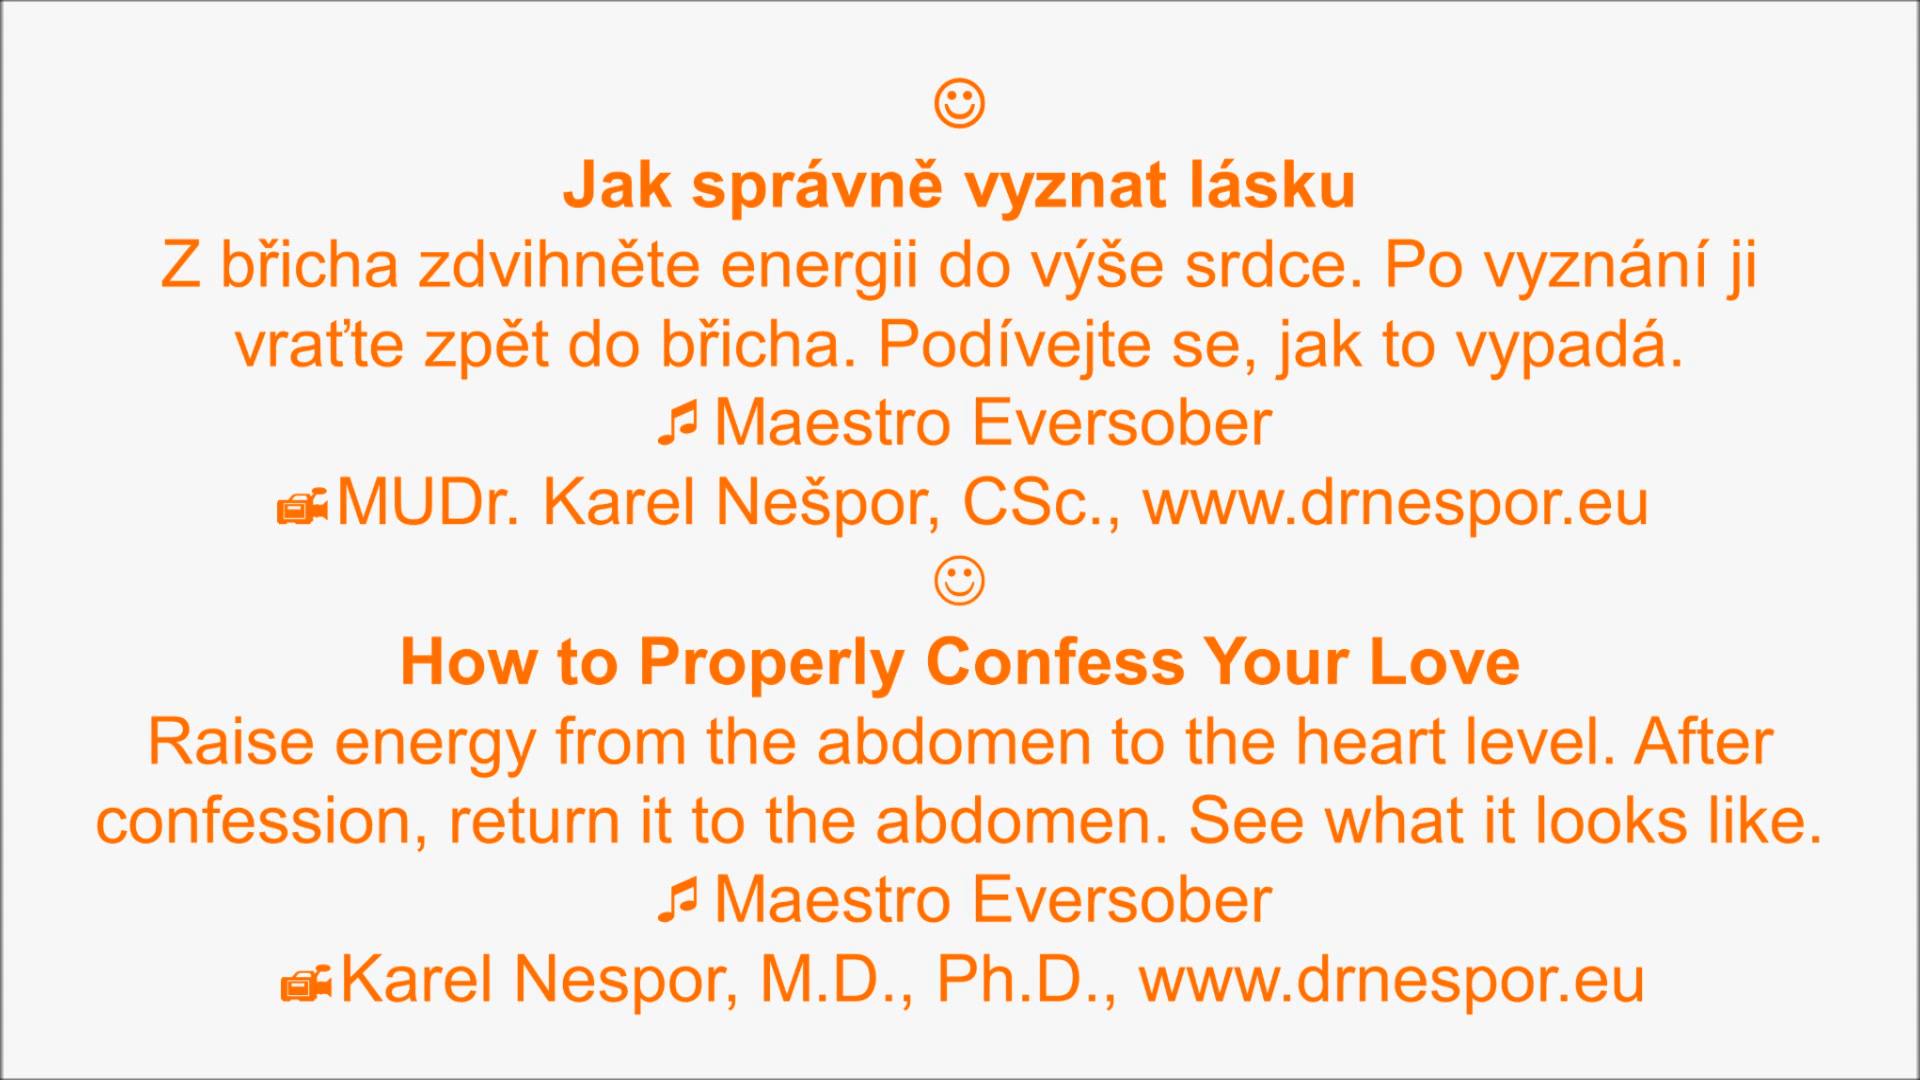 ☺
Jak správně vyznat lásku
Z břicha zdvihněte energii do výše srdce. Po vyznání ji
vraťte zpět do břicha. Podívejte se, jak to vypadá.
♫ Maestro Eversober
📹 MUDr. Karel Nešpor, CSc., www.drnespor.eu
☺
How to Properly Confess Your Love
Raise energy from the abdomen to the heart level. After
confession, return it to the abdomen. See what it looks like.
♫ Maestro Eversober
📹 Karel Nespor, M.D., Ph.D., www.drnespor.eu